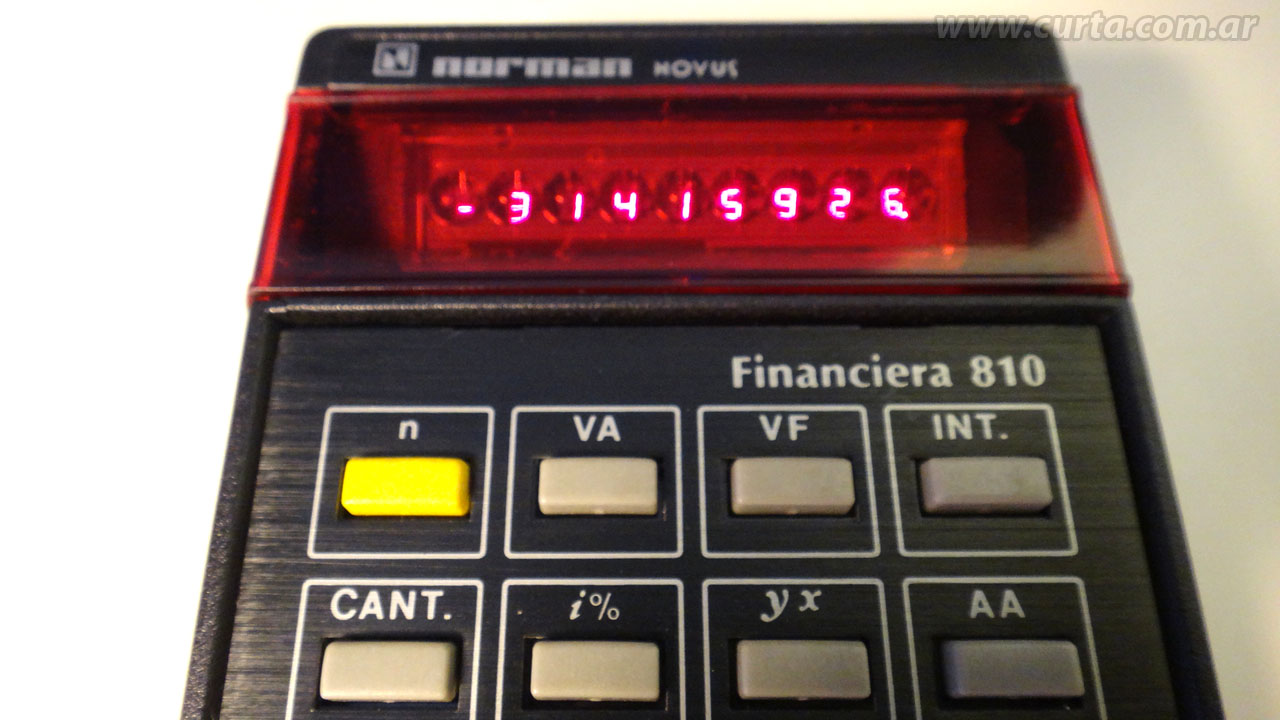 www.curta.com.ar
norman NOVUS
-31415926.
Financiera 810
n VA VF INT.
CANT. i% yx AA